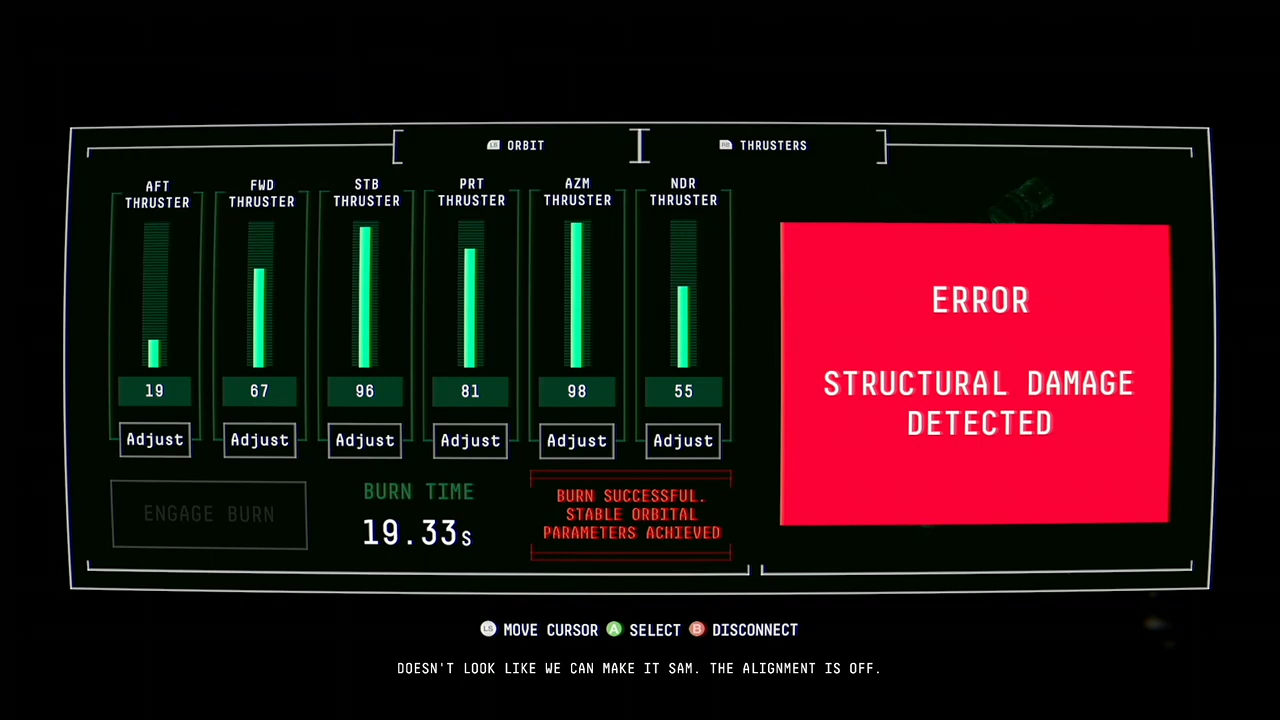 LB ORBIT
RB THRUSTERS
AFT
THRUSTER
FWD
THRUSTER
STB
THRUSTER
PRT
THRUSTER
AZM
THRUSTER
NDR
THRUSTER
19
67
96
81
98
55
Adjust
Adjust
Adjust
Adjust
Adjust
Adjust
ENGAGE BURN
BURN TIME
19.33s
BURN SUCCESSFUL.
STABLE ORBITAL
PARAMETERS ACHIEVED
ERROR
STRUCTURAL DAMAGE
DETECTED
LS MOVE CURSOR A SELECT B DISCONNECT
DOESN'T LOOK LIKE WE CAN MAKE IT SAM. THE ALIGNMENT IS OFF.